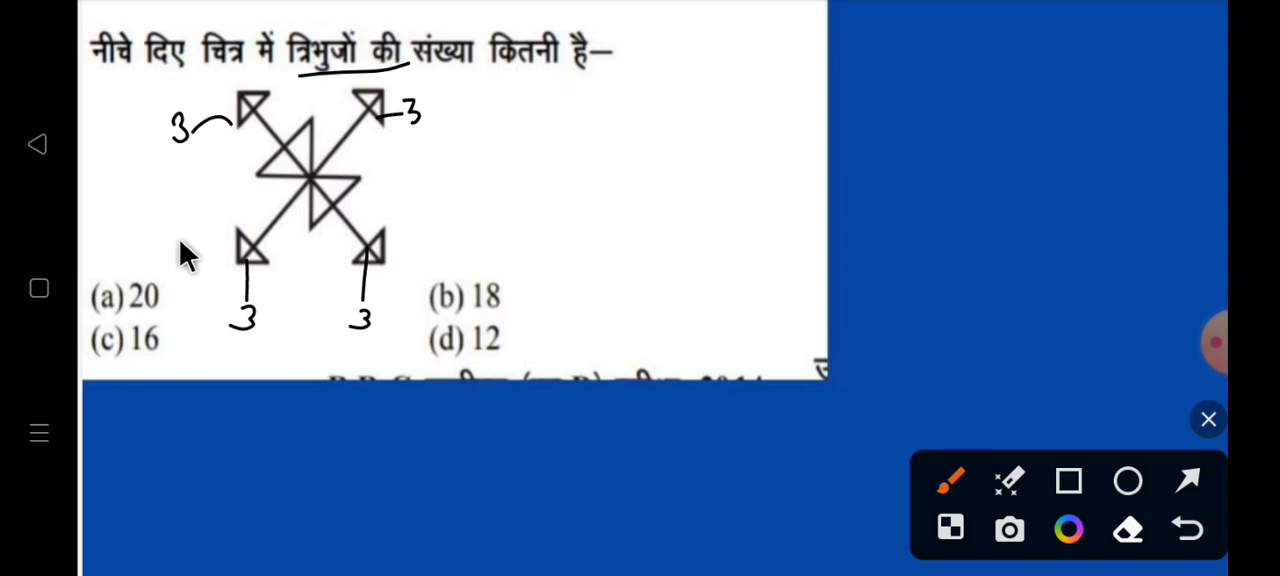 नीचे दिए चित्र में त्रिभुजों की संख्या कितनी है–
3
3
3
3
(a) 20
(b) 18
(c) 16
(d) 12